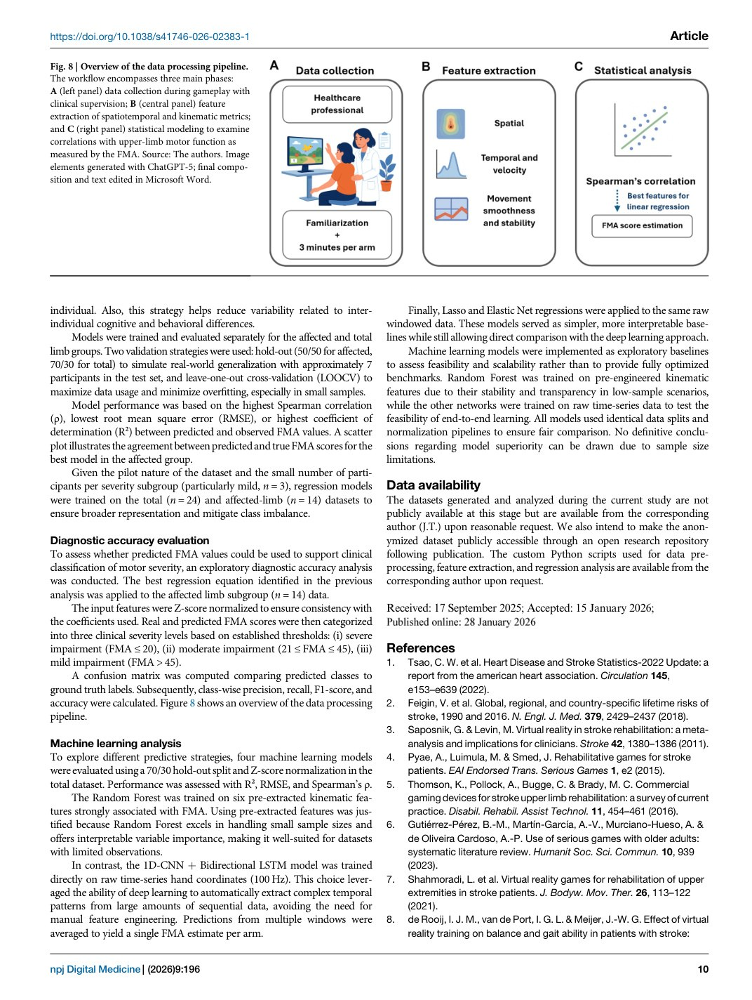 https://doi.org/10.1038/s41746-026-02383-1
Article
Fig. 8 | Overview of the data processing pipeline.
The workflow encompasses three main phases:
A (left panel) data collection during gameplay with
clinical supervision; B (central panel) feature
extraction of spatiotemporal and kinematic metrics;
and C (right panel) statistical modeling to examine
correlations with upper-limb motor function as
measured by the FMA. Source: The authors. Image
elements generated with ChatGPT-5; final compo-
sition and text edited in Microsoft Word.
A
Data collection
Healthcare
professional
Familiarization
+
3 minutes per arm
B
Feature extraction
Spatial
Temporal and
velocity
Movement
smoothness
and stability
C
Statistical analysis
Spearman's correlation
Best features for
linear regression
FMA score estimation
individual. Also, this strategy helps reduce variability related to inter-
individual cognitive and behavioral differences.
Models were trained and evaluated separately for the affected and total
limb groups. Two validation strategies were used: hold-out (50/50 for affected,
70/30 for total) to simulate real-world generalization with approximately 7
participants in the test set, and leave-one-out cross-validation (LOOCV) to
maximize data usage and minimize overfitting, especially in small samples.
Model performance was based on the highest Spearman correlation
(ρ), lowest root mean square error (RMSE), or highest coefficient of
determination (R²) between predicted and observed FMA values. A scatter
plot illustrates the agreement between predicted and true FMA scores for the
best model in the affected group.
Given the pilot nature of the dataset and the small number of parti-
cipants per severity subgroup (particularly mild, n = 3), regression models
were trained on the total (n = 24) and affected-limb (n = 14) datasets to
ensure broader representation and mitigate class imbalance.
Diagnostic accuracy evaluation
To assess whether predicted FMA values could be used to support clinical
classification of motor severity, an exploratory diagnostic accuracy analysis
was conducted. The best regression equation identified in the previous
analysis was applied to the affected limb subgroup (n = 14) data.
The input features were Z-score normalized to ensure consistency with
the coefficients used. Real and predicted FMA scores were then categorized
into three clinical severity levels based on established thresholds: (i) severe
impairment (FMA ≤ 20), (ii) moderate impairment (21 ≤ FMA ≤ 45), (iii)
mild impairment (FMA > 45).
A confusion matrix was computed comparing predicted classes to
ground truth labels. Subsequently, class-wise precision, recall, F1-score, and
accuracy were calculated. Figure 8 shows an overview of the data processing
pipeline.
Machine learning analysis
To explore different predictive strategies, four machine learning models
were evaluated using a 70/30 hold-out split and Z-score normalization in the
total dataset. Performance was assessed with R², RMSE, and Spearman's ρ.
The Random Forest was trained on six pre-extracted kinematic fea-
tures strongly associated with FMA. Using pre-extracted features was jus-
tified because Random Forest excels in handling small sample sizes and
offers interpretable variable importance, making it well-suited for datasets
with limited observations.
In contrast, the 1D-CNN + Bidirectional LSTM model was trained
directly on raw time-series hand coordinates (100 Hz). This choice lever-
aged the ability of deep learning to automatically extract complex temporal
patterns from large amounts of sequential data, avoiding the need for
manual feature engineering. Predictions from multiple windows were
averaged to yield a single FMA estimate per arm.
Finally, Lasso and Elastic Net regressions were applied to the same raw
windowed data. These models served as simpler, more interpretable base-
lines while still allowing direct comparison with the deep learning approach.
Machine learning models were implemented as exploratory baselines
to assess feasibility and scalability rather than to provide fully optimized
benchmarks. Random Forest was trained on pre-engineered kinematic
features due to their stability and transparency in low-sample scenarios,
while the other networks were trained on raw time-series data to test the
feasibility of end-to-end learning. All models used identical data splits and
normalization pipelines to ensure fair comparison. No definitive conclu-
sions regarding model superiority can be drawn due to sample size
limitations.
Data availability
The datasets generated and analyzed during the current study are not
publicly available at this stage but are available from the corresponding
author (J.T.) upon reasonable request. We also intend to make the anon-
ymized dataset publicly accessible through an open research repository
following publication. The custom Python scripts used for data pre-
processing, feature extraction, and regression analysis are available from the
corresponding author upon request.
Received: 17 September 2025; Accepted: 15 January 2026;
Published online: 28 January 2026
References
1. Tsao, C. W. et al. Heart Disease and Stroke Statistics-2022 Update: a
report from the american heart association. Circulation 145,
e153–e639 (2022).
2. Feigin, V. et al. Global, regional, and country-specific lifetime risks of
stroke, 1990 and 2016. N. Engl. J. Med. 379, 2429–2437 (2018).
3. Saposnik, G. & Levin, M. Virtual reality in stroke rehabilitation: a meta-
analysis and implications for clinicians. Stroke 42, 1380–1386 (2011).
4. Pyae, A., Luimula, M. & Smed, J. Rehabilitative games for stroke
patients. EAI Endorsed Trans. Serious Games 1, e2 (2015).
5. Thomson, K., Pollock, A., Bugge, C. & Brady, M. C. Commercial
gaming devices for stroke upper limb rehabilitation: a survey of current
practice. Disabil. Rehabil. Assist Technol. 11, 454–461 (2016).
6. Gutiérrez-Pérez, B.-M., Martín-García, A.-V., Murciano-Hueso, A. &
de Oliveira Cardoso, A.-P. Use of serious games with older adults:
systematic literature review. Humanit Soc. Sci. Commun. 10, 939
(2023).
7. Shahmoradi, L. et al. Virtual reality games for rehabilitation of upper
extremities in stroke patients. J. Bodyw. Mov. Ther. 26, 113–122
(2021).
8. de Rooij, I. J. M., van de Port, I. G. L. & Meijer, J.-W. G. Effect of virtual
reality training on balance and gait ability in patients with stroke:
npj Digital Medicine | (2026)9:196
10